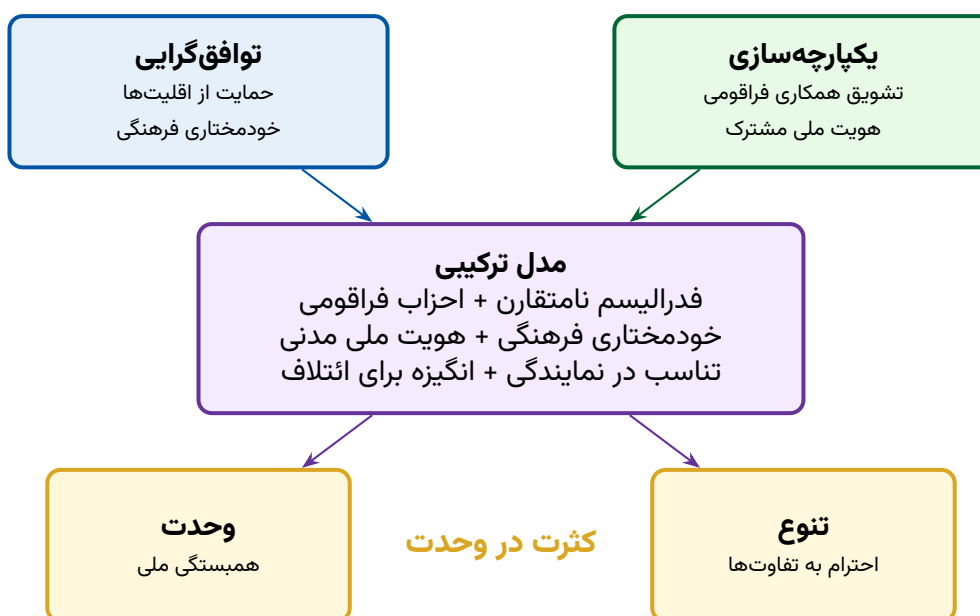 یکپارچه‌سازی
تشویق همکاری فراقومی
هویت ملی مشترک
توافق‌گرایی
حمایت از اقلیت‌ها
خودمختاری فرهنگی
مدل ترکیبی
فدرالیسم نامتقارن + احزاب فراقومی
خودمختاری فرهنگی + هویت ملی مدنی
تناسب در نمایندگی + انگیزه برای ائتلاف
تنوع
احترام به تفاوت‌ها
کثرت در وحدت
وحدت
همبستگی ملی